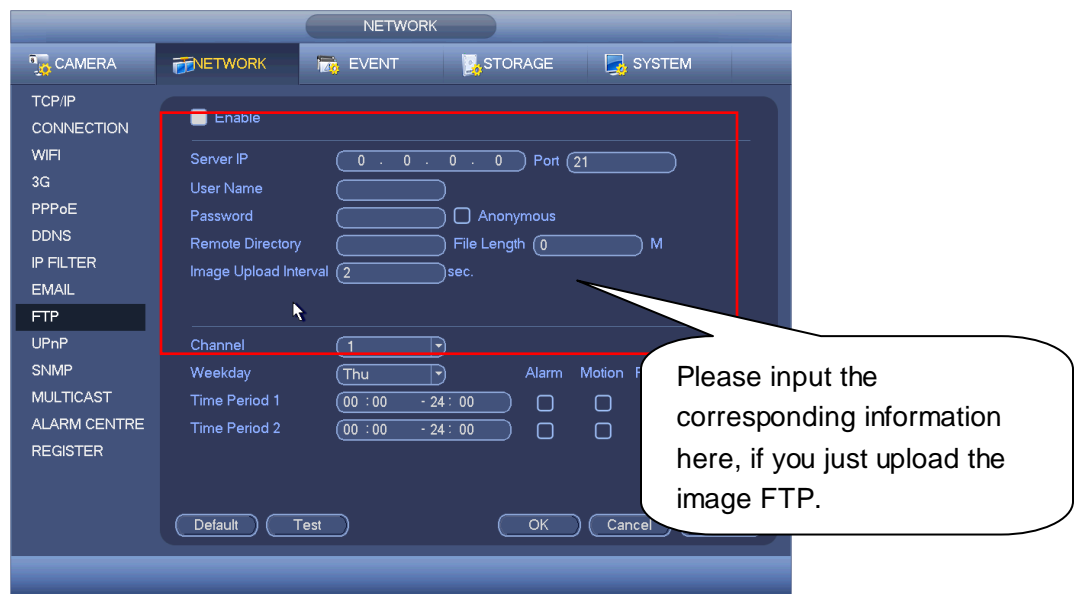 NETWORK
CAMERA NETWORK EVENT STORAGE SYSTEM
TCP/IP
CONNECTION
WIFI
3G
PPPoE
DDNS
IP FILTER
EMAIL
FTP
UPnP
SNMP
MULTICAST
ALARM CENTRE
REGISTER
Enable
Server IP 0 . 0 . 0 . 0 Port 21
User Name
Password Anonymous
Remote Directory File Length 0 M
Image Upload Interval 2 sec.
Channel 1
Weekday Thu Alarm Motion
Time Period 1 00 :00 - 24 : 00
Time Period 2 00 :00 - 24 : 00
Default Test OK Cancel
Please input the
corresponding information
here, if you just upload the
image FTP.